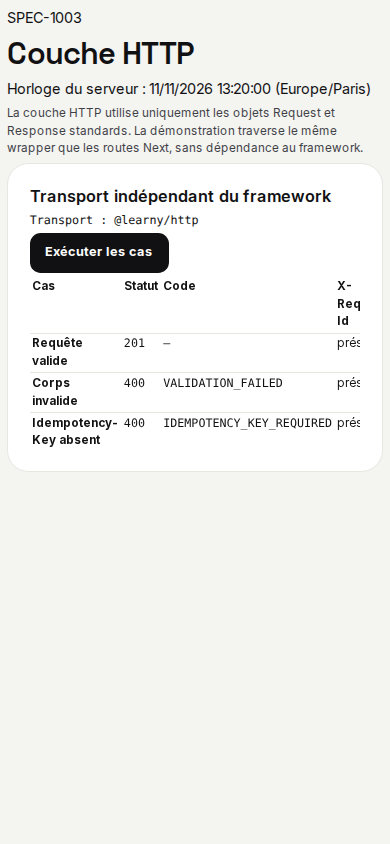 SPEC-1003
Couche HTTP
Horloge du serveur : 11/11/2026 13:20:00 (Europe/Paris)
La couche HTTP utilise uniquement les objets Request et
Response standards. La démonstration traverse le même
wrapper que les routes Next, sans dépendance au framework.
Transport indépendant du framework
Transport : @learny/http
Exécuter les cas
Cas Statut Code X-
Req
Id
Requête 201 — prés
valide
Corps 400 VALIDATION_FAILED prés
invalide
Idempotency- 400 IDEMPOTENCY_KEY_REQUIRED prés
Key absent